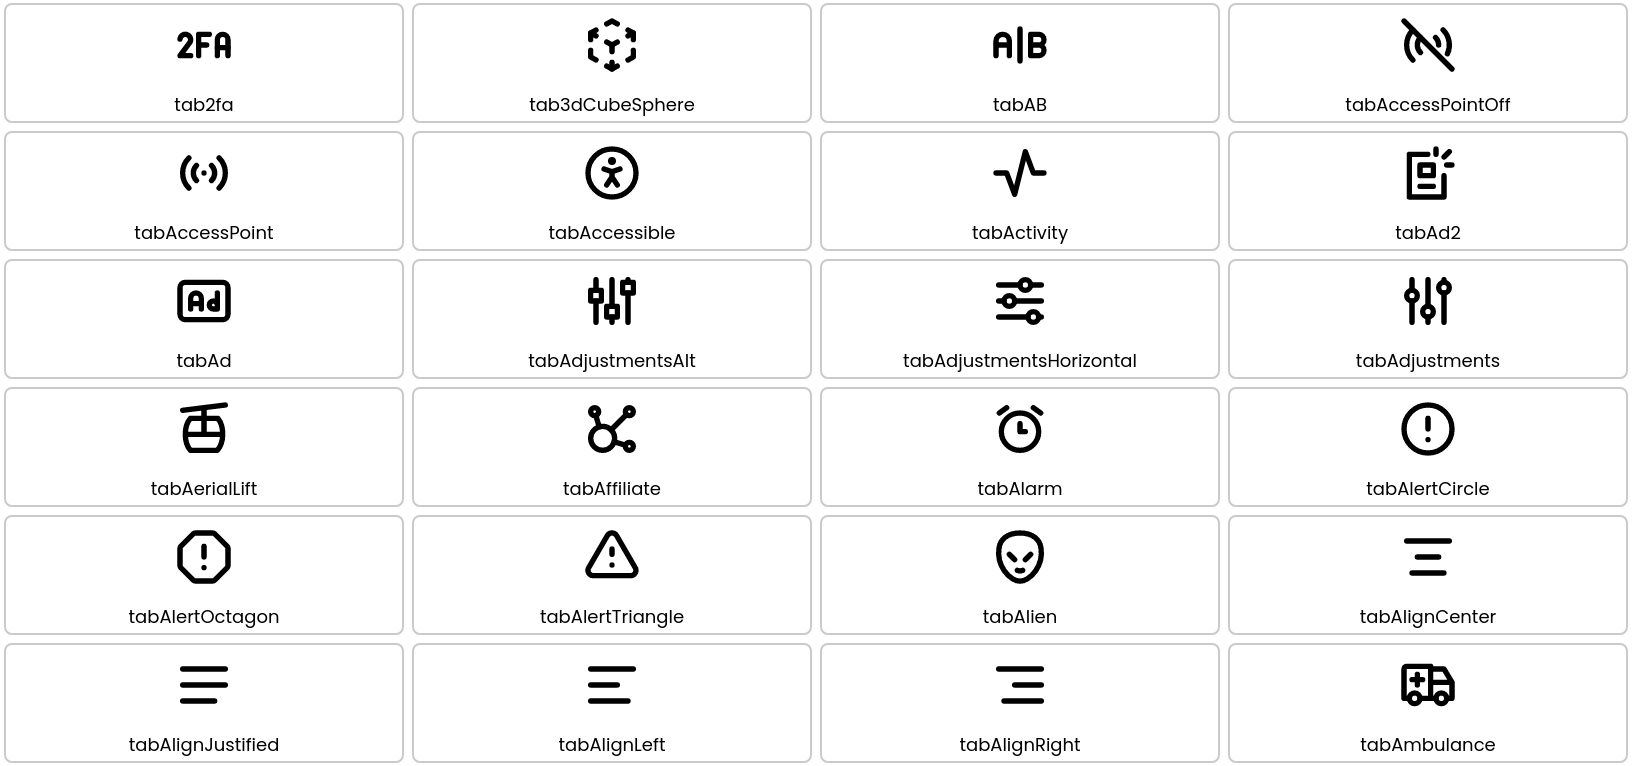 2FA
A|B
tab2fa
tab3dCubeSphere
tabAB
tabAccessPointOff
tabAccessPoint
tabAccessible
tabActivity
tabAd2
Ad
tabAd
tabAdjustmentsAlt
tabAdjustmentsHorizontal
tabAdjustments
tabAerialLift
tabAffiliate
tabAlarm
tabAlertCircle
tabAlertOctagon
tabAlertTriangle
tabAlien
tabAlignCenter
tabAlignJustified
tabAlignLeft
tabAlignRight
tabAmbulance